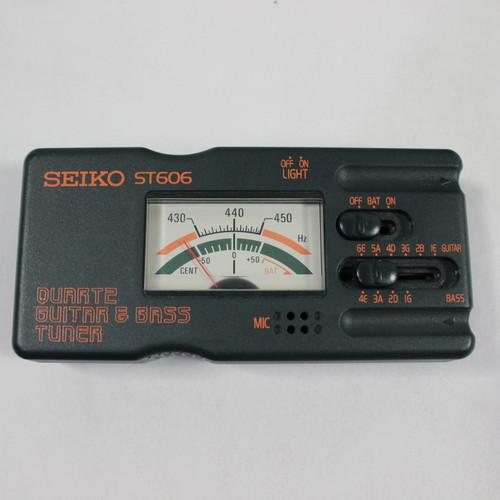 SEIKO ST606
OFF ON
LIGHT
430 440 450
Hz
-50 0 +50
CENT BAT
OFF BAT ON
6E 5A 4D 3G 2B 1E GUITAR
4E 3A 2D 1G BASS
MIC
QUARTZ
GUITAR & BASS
TUNER